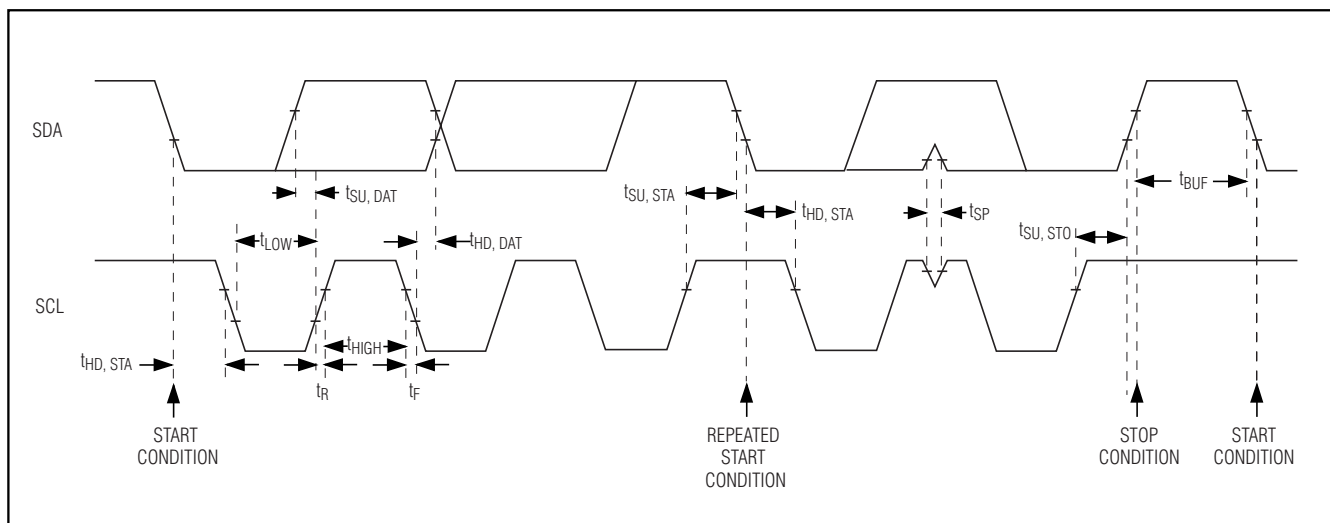 SDA
tSU, DAT
tSU, STA
tHD, STA
tSP
tBUF
tSU, STO
tLOW
tHD, DAT
SCL
tHD, STA
tHIGH
tR
tF
START
CONDITION
REPEATED
START
CONDITION
STOP
CONDITION
START
CONDITION